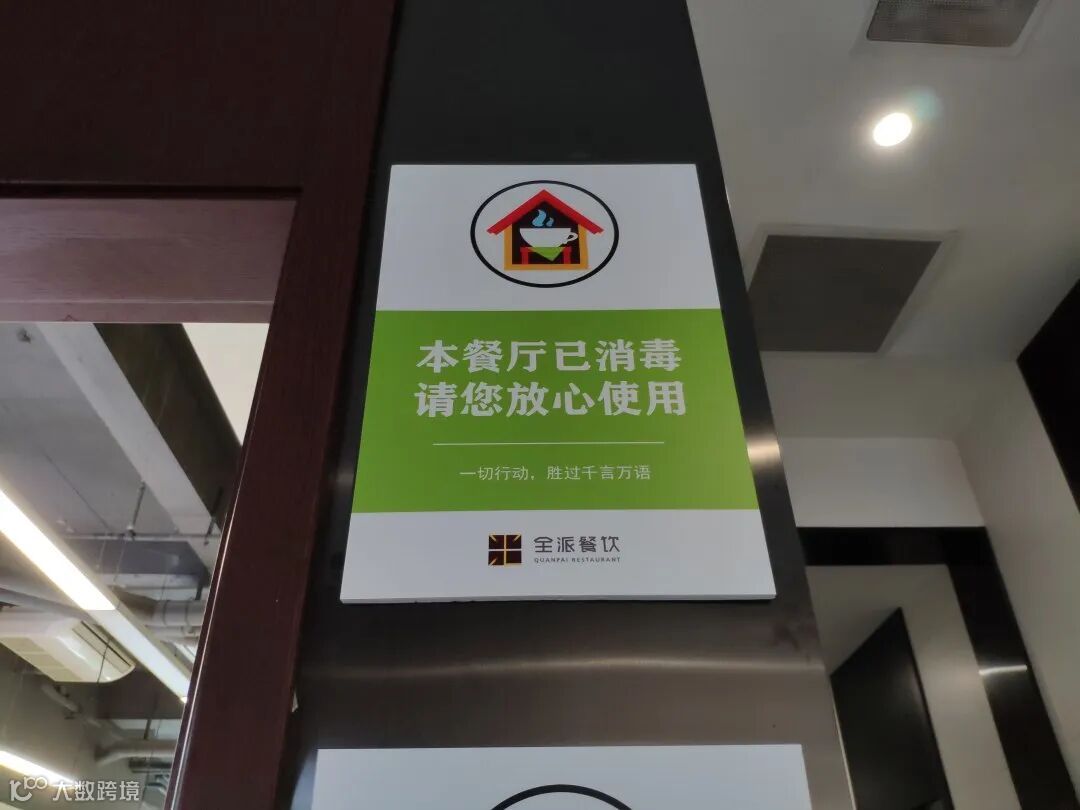 本餐厅已消毒
请您放心使用
一切行动，胜过千言万语
全派餐饮
QUANPAI RESTAURANT
大数跨境